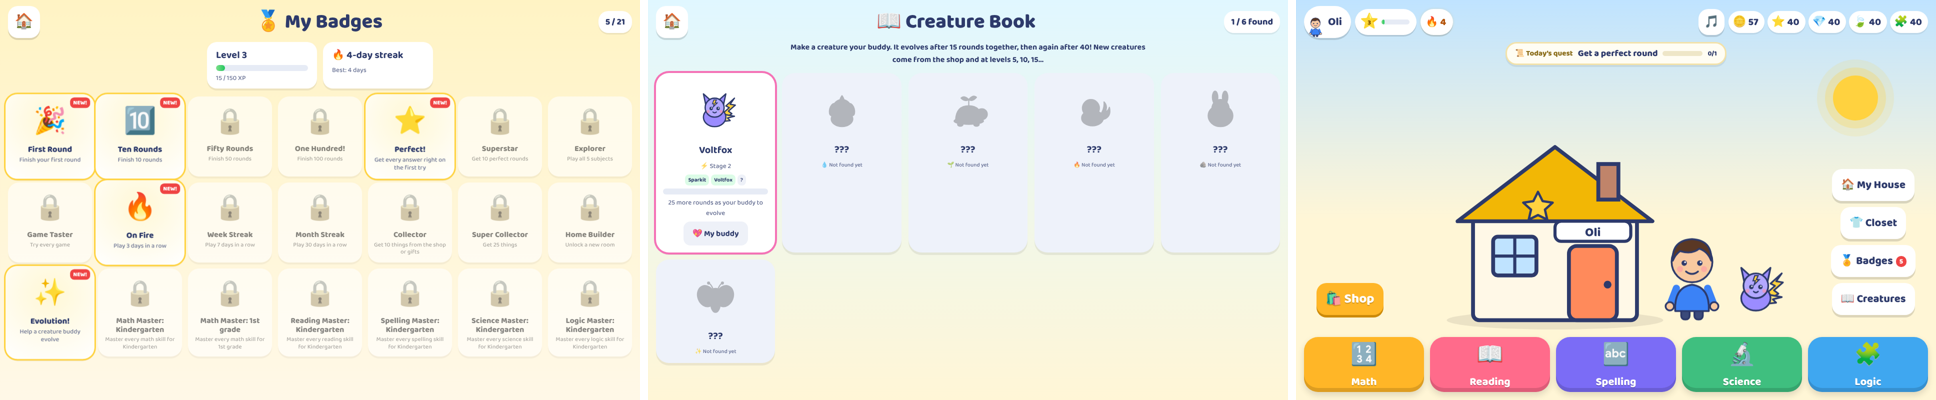 My Badges
5 / 21
Level 3
15 / 150 XP
🔥 4-day streak
Best: 4 days
NEW!
First Round
Finish your first round
NEW!
10
Ten Rounds
Finish 10 rounds
Fifty Rounds
Finish 50 rounds
One Hundred!
Finish 100 rounds
NEW!
Perfect!
Get every answer right on
the first try
Superstar
Get 10 perfect rounds
Explorer
Play all 5 subjects
Game Taster
Try every game
NEW!
On Fire
Play 3 days in a row
Week Streak
Play 7 days in a row
Month Streak
Play 30 days in a row
Collector
Get 10 things from the shop
or gifts
Super Collector
Get 25 things
Home Builder
Unlock a new room
NEW!
Evolution!
Help a creature buddy
evolve
Math Master:
Kindergarten
Master every math skill for
Kindergarten
Math Master: 1st
grade
Master every math skill for
1st grade
Reading Master:
Kindergarten
Master every reading skill
for Kindergarten
Spelling Master:
Kindergarten
Master every spelling skill
for Kindergarten
Science Master:
Kindergarten
Master every science skill
for Kindergarten
Logic Master:
Kindergarten
Master every logic skill for
Kindergarten
Creature Book
1 / 6 found
Make a creature your buddy. It evolves after 15 rounds together, then again after 40! New creatures
come from the shop and at levels 5, 10, 15...
Voltfox
Stage 2
Sparkit Voltfox ?
25 more rounds as your buddy to
evolve
My buddy
???
Not found yet
???
Not found yet
???
Not found yet
???
Not found yet
???
Not found yet
Oli
3
4
57
40
40
40
40
Today's quest Get a perfect round 0/1
Oli
My House
Closet
Badges 5
Creatures
Shop
1 2
3 4
Math
Reading
abc
Spelling
Science
Logic